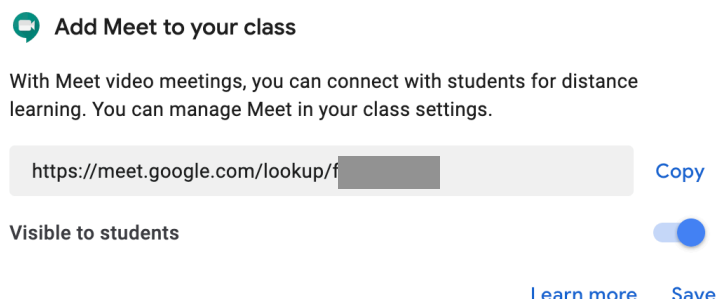 Add Meet to your class
With Meet video meetings, you can connect with students for distance
learning. You can manage Meet in your class settings.
https://meet.google.com/lookup/f
Copy
Visible to students
Learn more
Save